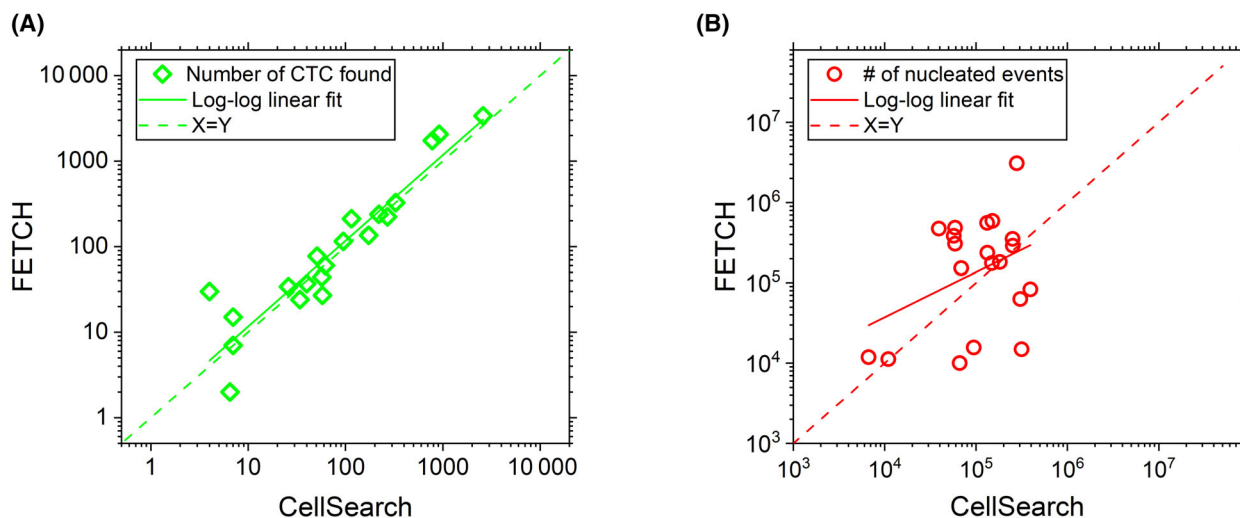 (A)
Number of CTC found
Log-log linear fit
X=Y
10 000
1000
100
10
1
FETCH
1
10
100
1000
10 000
CellSearch
(B)
# of nucleated events
Log-log linear fit
X=Y
10⁷
10⁶
10⁵
10⁴
10³
FETCH
10³
10⁴
10⁵
10⁶
10⁷
CellSearch